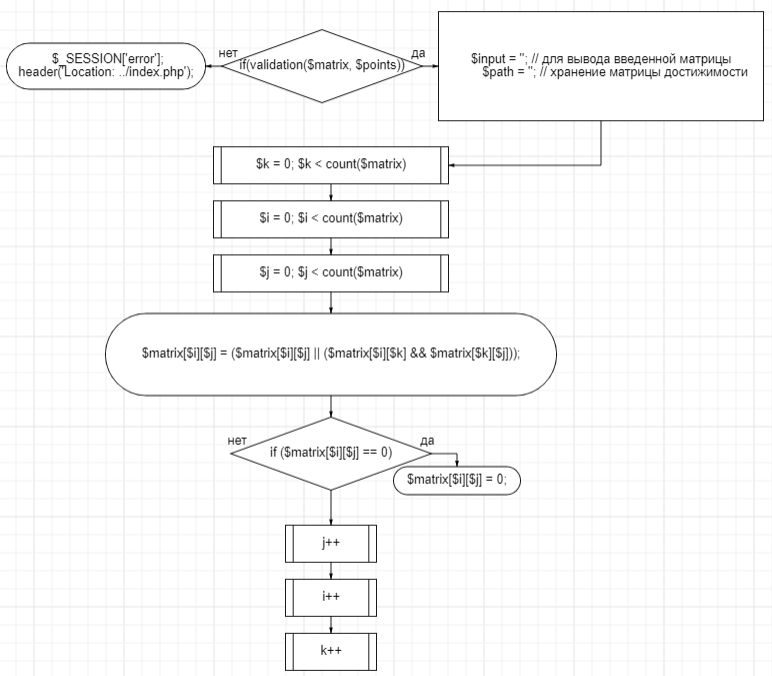 нет
да
$_SESSION['error'];
header("Location: ../index.php');
if(validation($matrix, $points))
$input = ''; // для вывода введенной матрицы
$path = ''; // хранение матрицы достижимости
$k = 0; $k < count($matrix)
$i = 0; $i < count($matrix)
$j = 0; $j < count($matrix)
$matrix[$i][$j] = ($matrix[$i][$j] || ($matrix[$i][$k] && $matrix[$k][$j]));
нет
да
if ($matrix[$i][$j] == 0)
$matrix[$i][$j] = 0;
j++
i++
k++